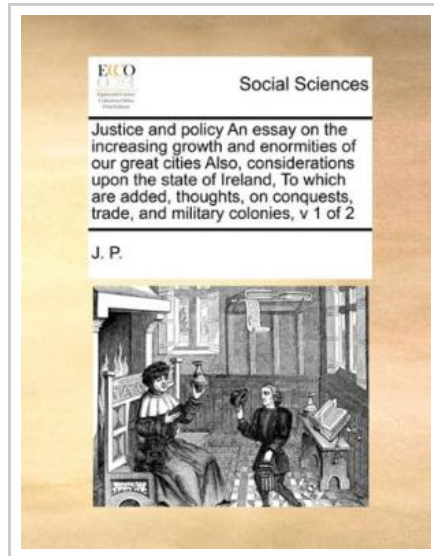 ECCO
Social Sciences
Justice and policy An essay on the
increasing growth and enormities of
our great cities Also, considerations
upon the state of Ireland, To which
are added, thoughts, on conquests,
trade, and military colonies, v 1 of 2
J. P.